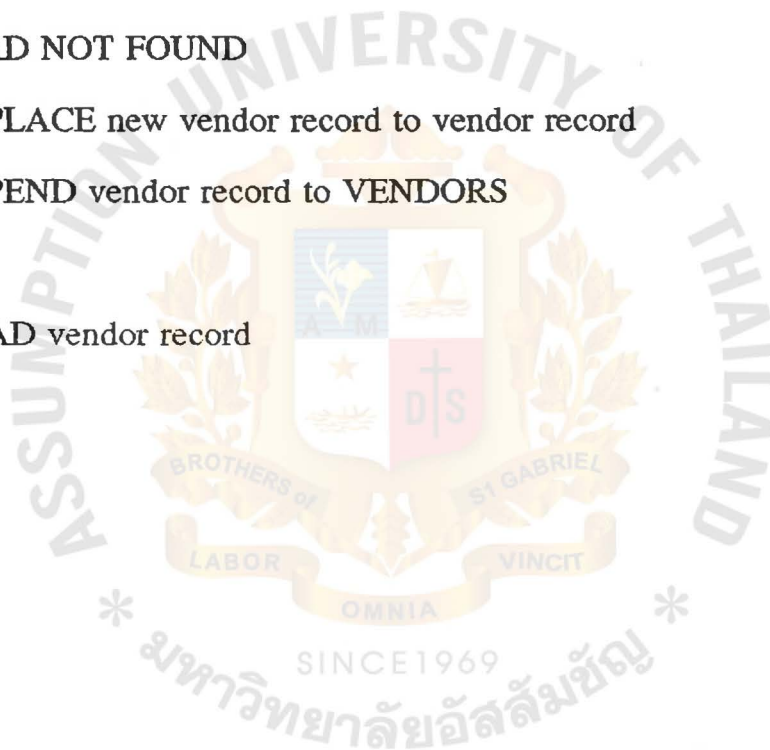 D NOT FOUND
PLACE new vendor record to vendor record
PEND vendor record to VENDORS
AD vendor record
ASSUMPTION UNIVERSITY OF THAILAND
A M
D S
BROTHERS of ST GABRIEL
LABOR OMNIA VINCIT
SINCE1969
มหาวิทยาลัยอัสสัมชัญ